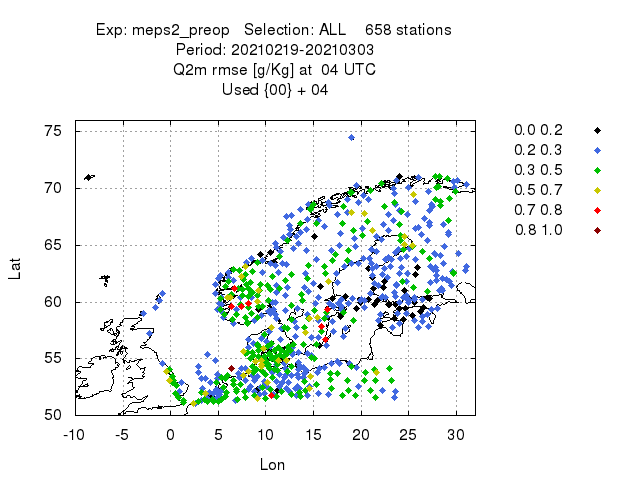 Exp: meps2_preop   Selection: ALL    658 stations
Period: 20210219-20210303
Q2m rmse [g/Kg] at  04 UTC
Used {00} + 04
0.0 0.2
0.2 0.3
0.3 0.5
0.5 0.7
0.7 0.8
0.8 1.0
75
70
65
60
55
50
Lat
-10 -5 0 5 10 15 20 25 30
Lon